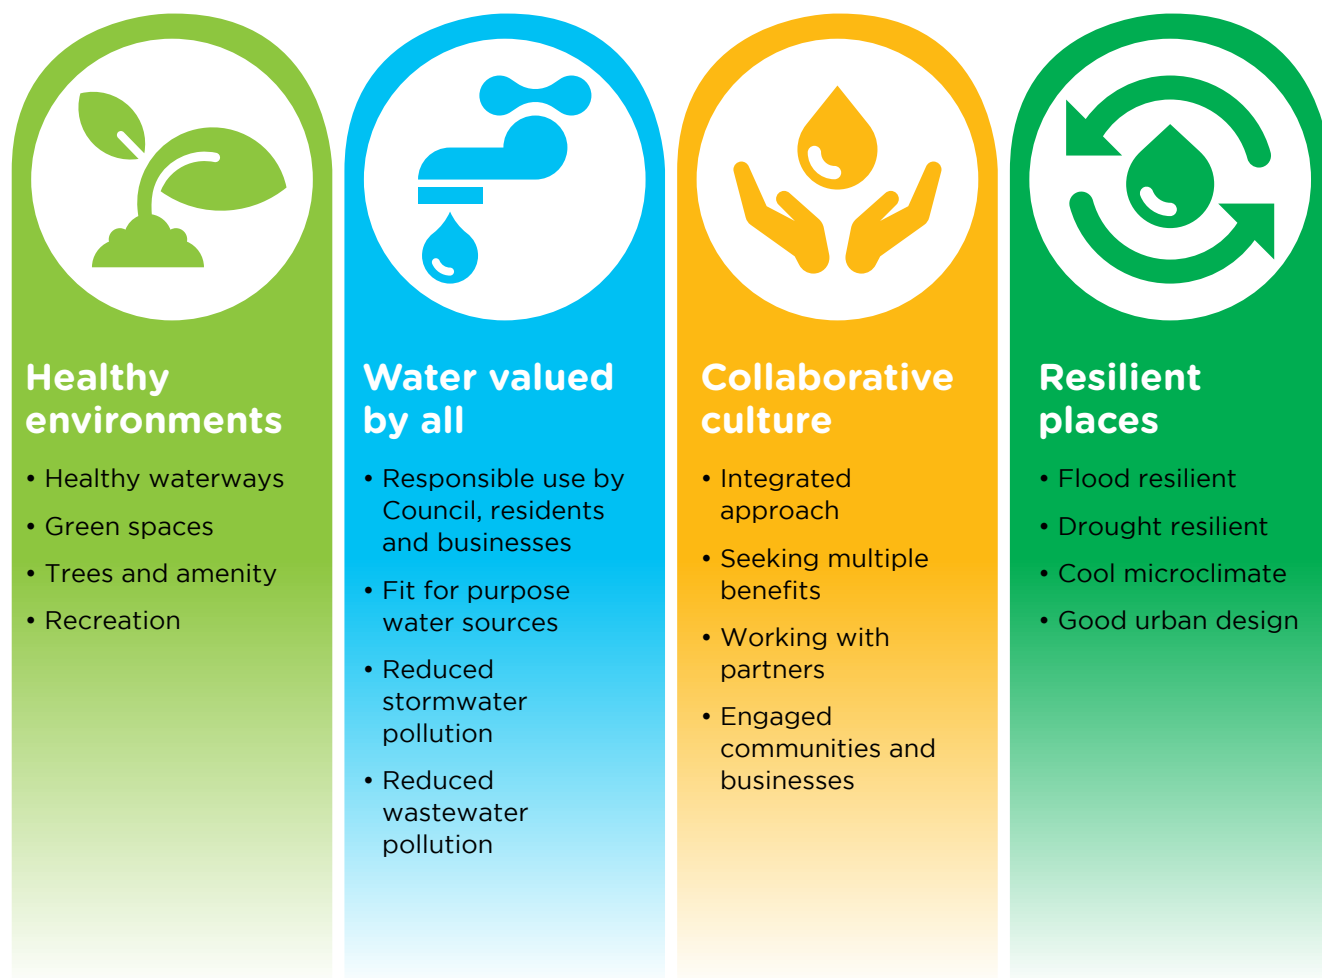 Healthy
environments
• Healthy waterways
• Green spaces
• Trees and amenity
• Recreation
Water valued
by all
• Responsible use by
Council, residents
and businesses
• Fit for purpose
water sources
• Reduced
stormwater
pollution
• Reduced
wastewater
pollution
Collaborative
culture
• Integrated
approach
• Seeking multiple
benefits
• Working with
partners
• Engaged
communities and
businesses
Resilient
places
• Flood resilient
• Drought resilient
• Cool microclimate
• Good urban design